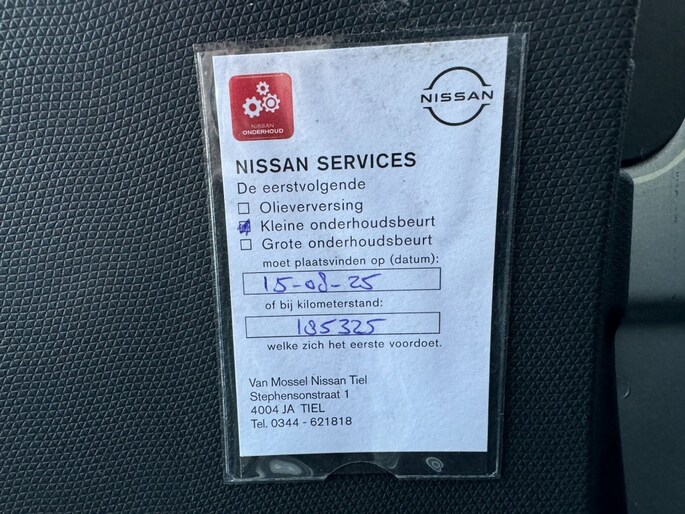 NISSAN
ONDERHOUD
NISSAN
NISSAN SERVICES
De eerstvolgende
Olieverversing
Kleine onderhoudsbeurt
Grote onderhoudsbeurt
moet plaatsvinden op (datum):
15-08-25
of bij kilometerstand:
185325
welke zich het eerste voordoet.
Van Mossel Nissan Tiel
Stephensonstraat 1
4004 JA TIEL
Tel. 0344 - 621818